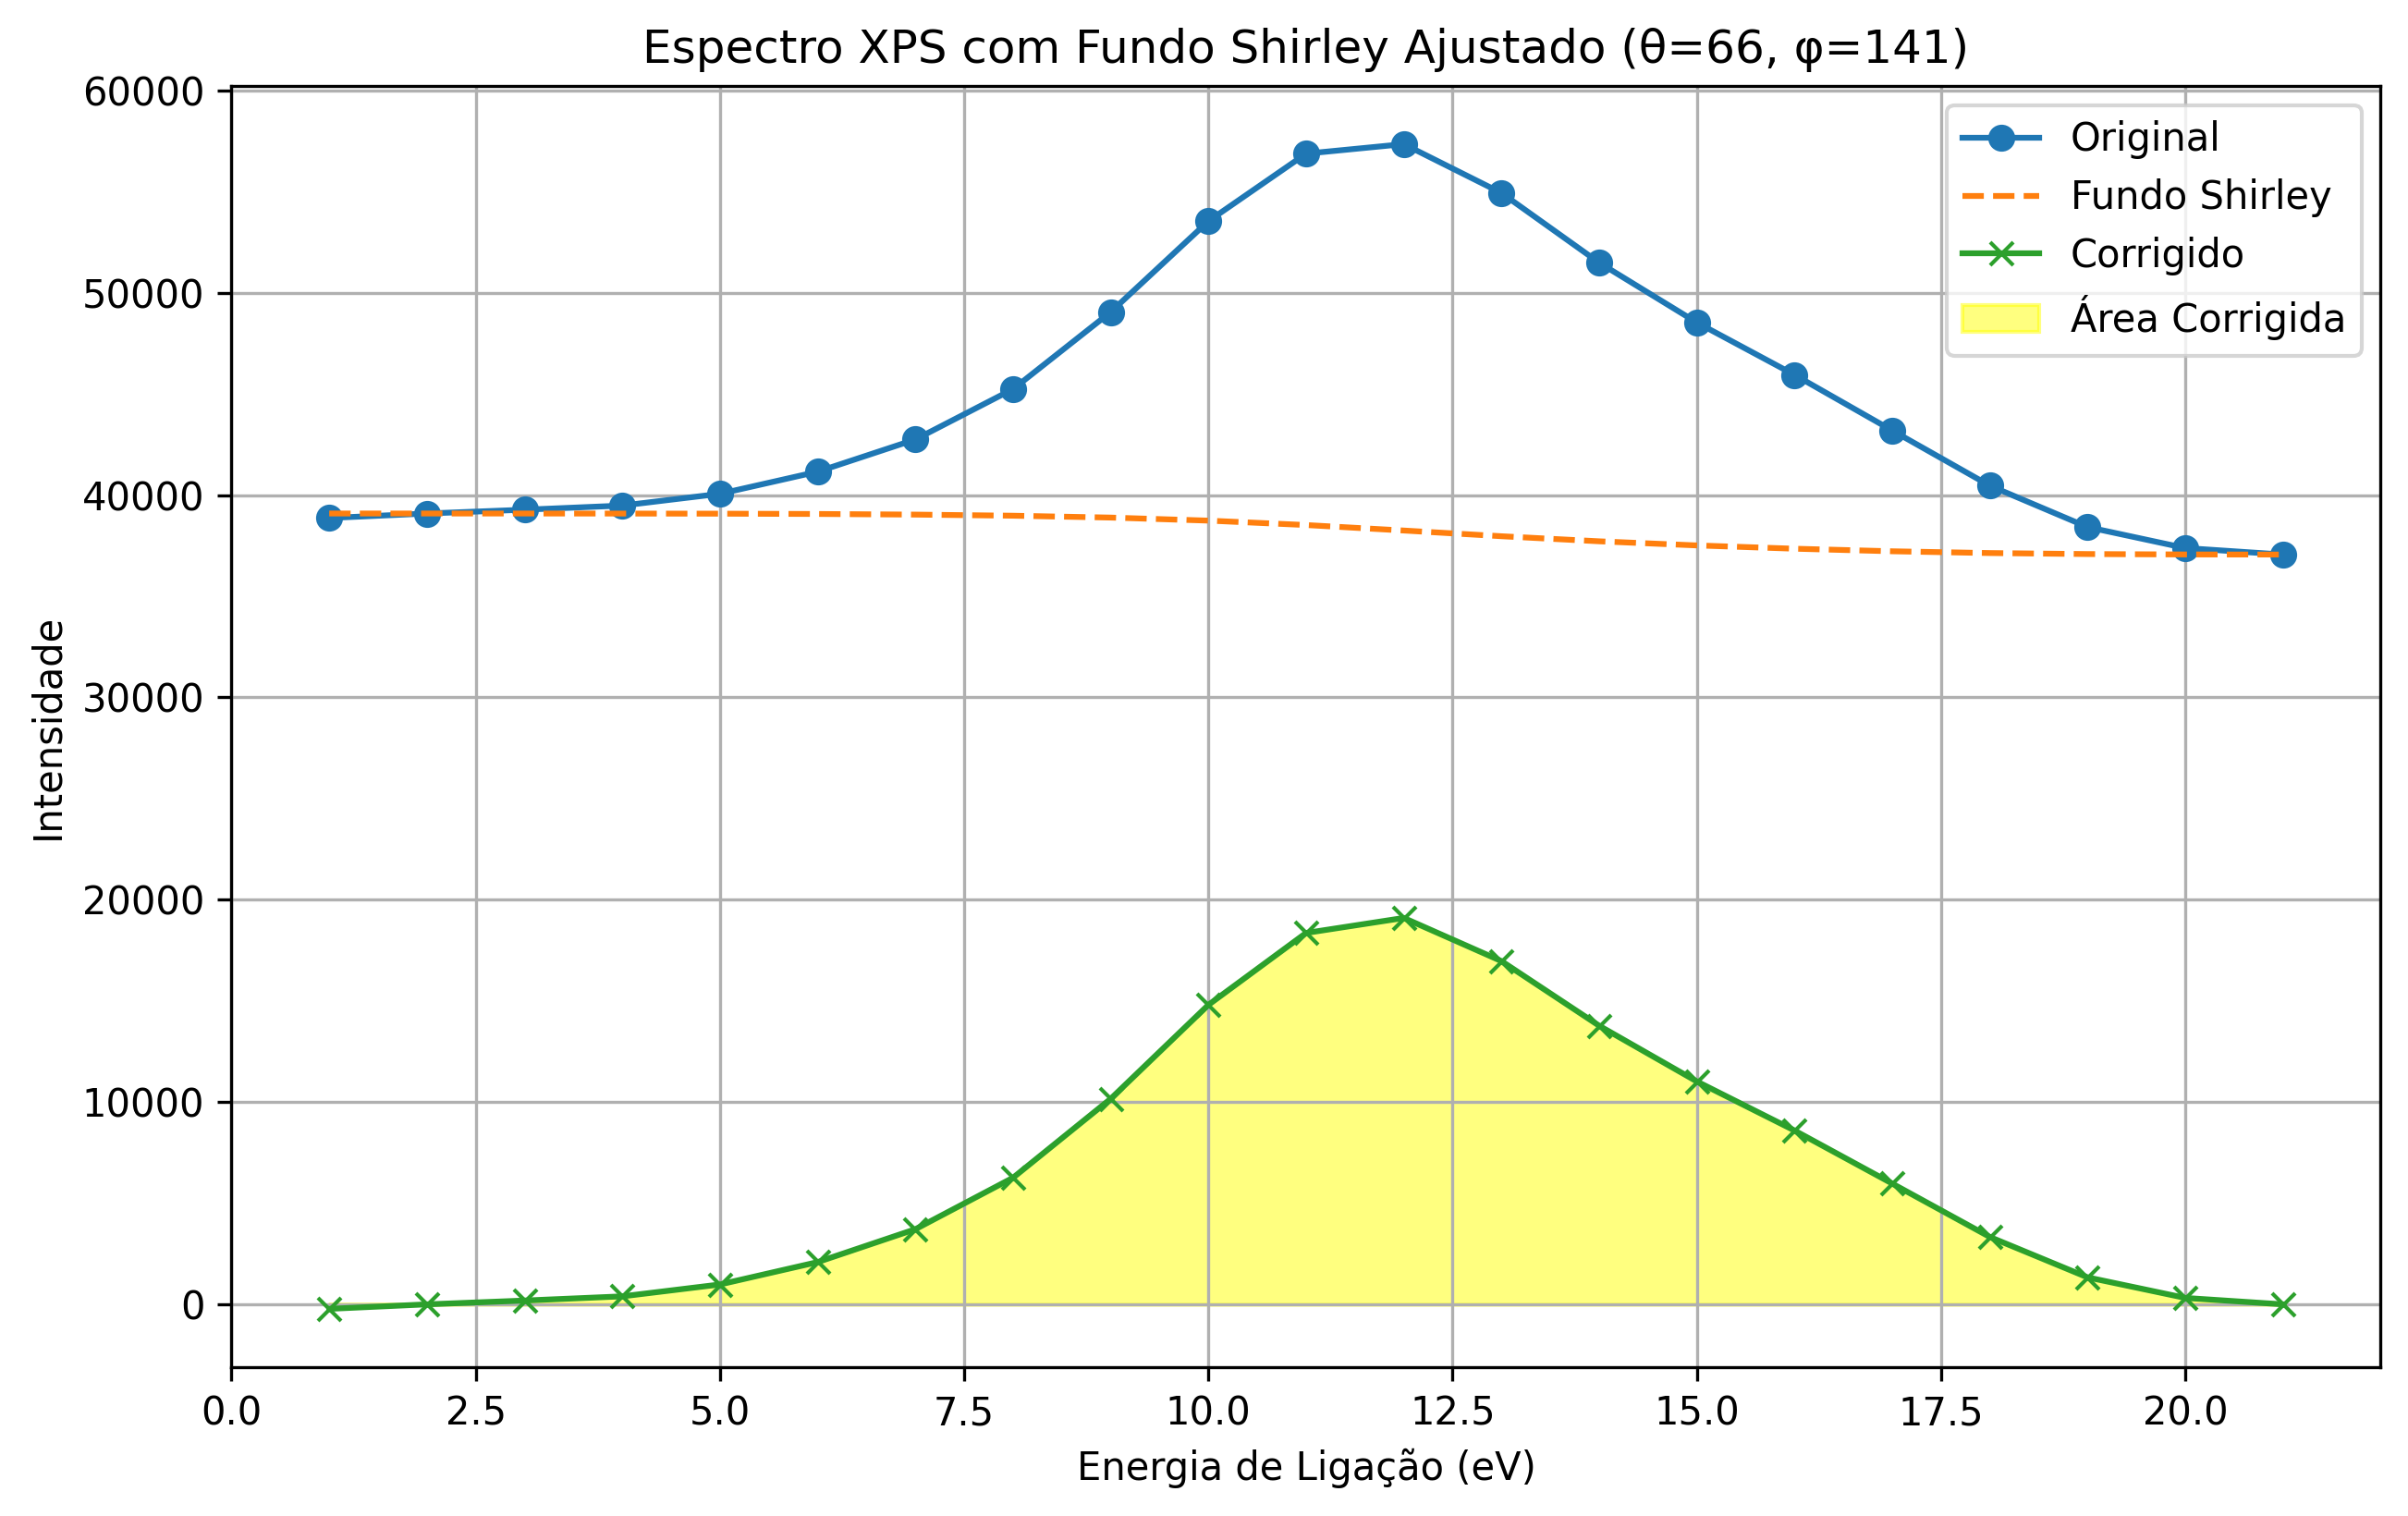 Espectro XPS com Fundo Shirley Ajustado (θ=66, φ=141)
60000
50000
40000
30000
20000
10000
0
Intensidade
Original
Fundo Shirley
Corrigido
Área Corrigida
0.0 2.5 5.0 7.5 10.0 12.5 15.0 17.5 20.0
Energia de Ligação (eV)